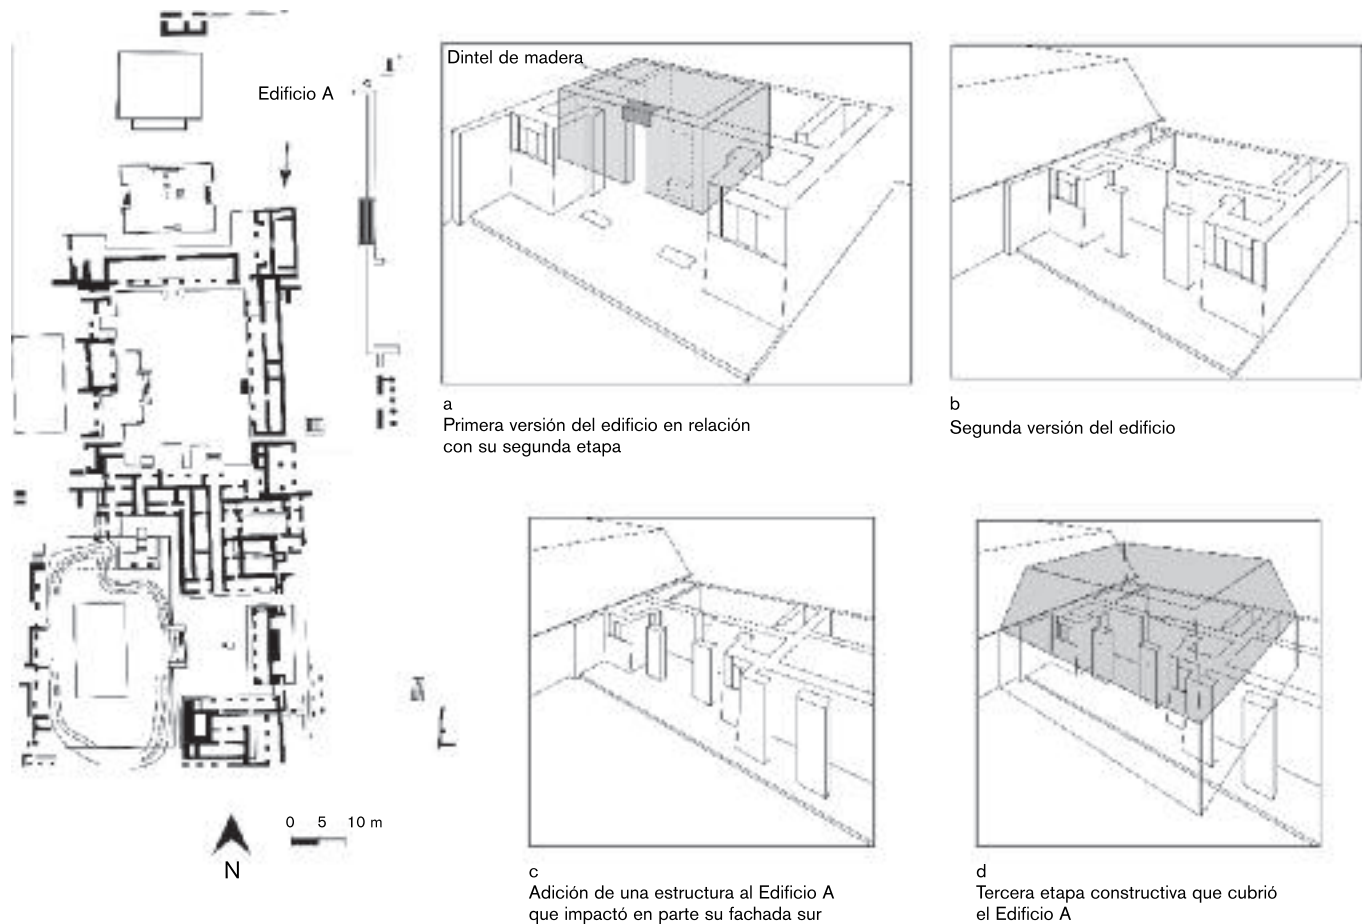 Edificio A
Dintel de madera
a
Primera versión del edificio en relación
con su segunda etapa
b
Segunda versión del edificio
0 5 10 m
N
c
Adición de una estructura al Edificio A
que impactó en parte su fachada sur
d
Tercera etapa constructiva que cubrió
el Edificio A